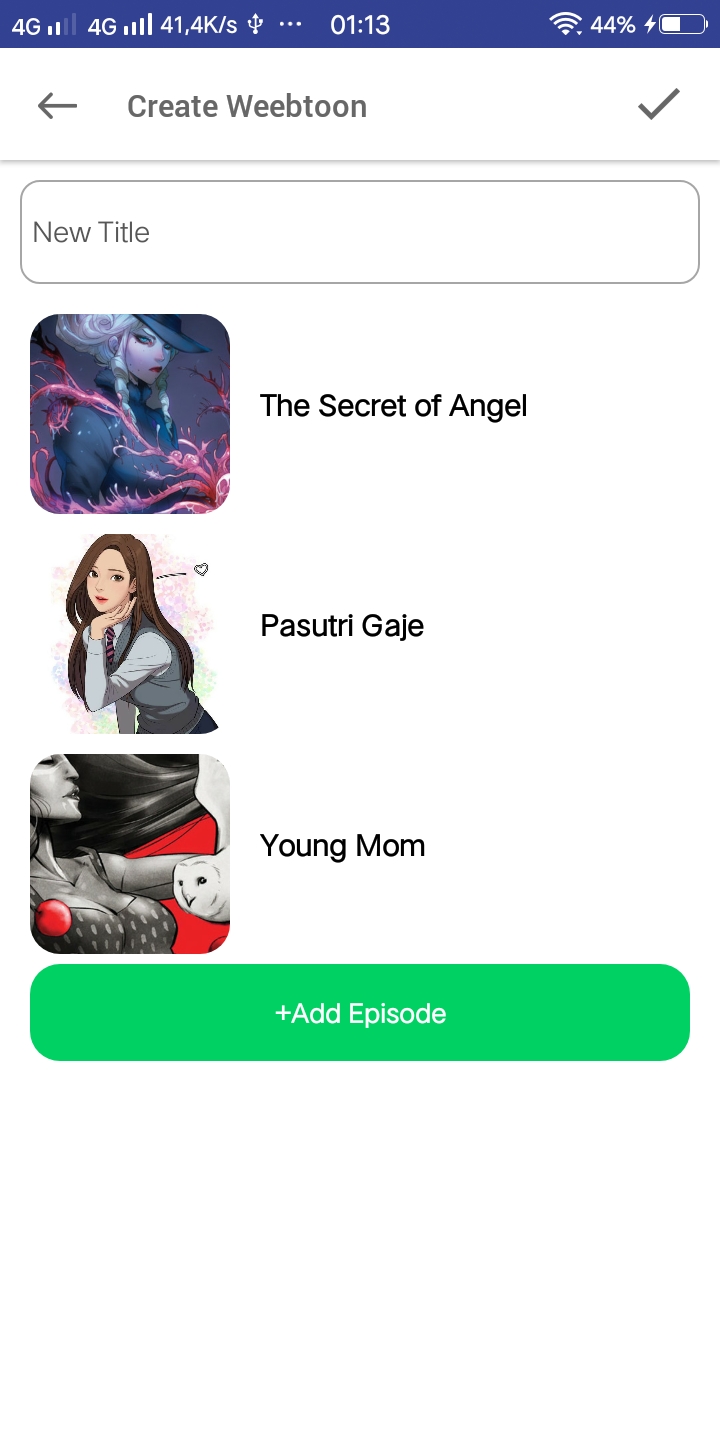 4G 4G 41,4K/s ... 01:13 44%
Create Weebtoon
New Title
The Secret of Angel
Pasutri Gaje
Young Mom
+Add Episode